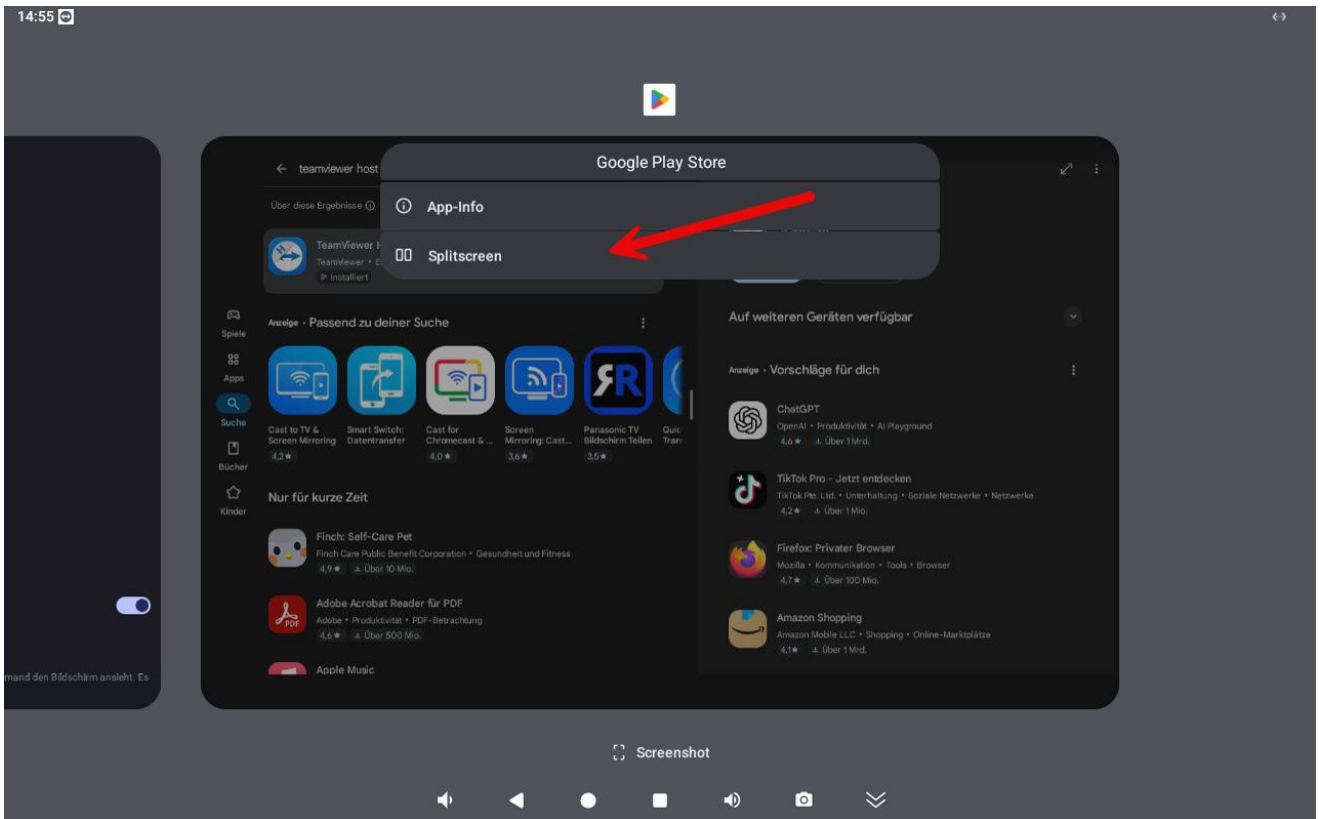 14:55
Google Play Store
App-Info
Splitscreen
teamviewer host
Über diese Ergebnisse
TeamViewer
TeamViewer •
Installiert
Spiele
Apps
Suche
Bücher
Kinder
Anzeige • Passend zu deiner Suche
Cast to TV &
Screen Mirroring
4,2★
Smart Switch:
Datentransfer
Cast for
Chromecast & ...
4,0★
Screen
Mirroring: Cast...
3,6★
Panasonic TV
Bildschirm Teilen
3,5★
Nur für kurze Zeit
Finch: Self-Care Pet
Finch Care Public Benefit Corporation • Gesundheit und Fitness
4,9★ Über 10 Mio.
PDF
Adobe Acrobat Reader für PDF
Adobe • Produktivität • PDF-Betrachtung
4,6★ Über 500 Mio.
Apple Music
Auf weiteren Geräten verfügbar
Anzeige • Vorschläge für dich
ChatGPT
OpenAI • Produktivität • AI Playground
4,6★ Über 1 Mrd.
TikTok Pro - Jetzt entdecken
TikTok Pte. Ltd. • Unterhaltung • Soziale Netzwerke • Netzwerke
4,2★ Über 1 Mio.
Firefox: Privater Browser
Mozilla • Kommunikation • Tools • Browser
4,7★ Über 100 Mio.
Amazon Shopping
Amazon Mobile LLC • Shopping • Online-Marktplätze
4,1★ Über 1 Mrd.
mand den Bildschirm ansieht. Es
Screenshot